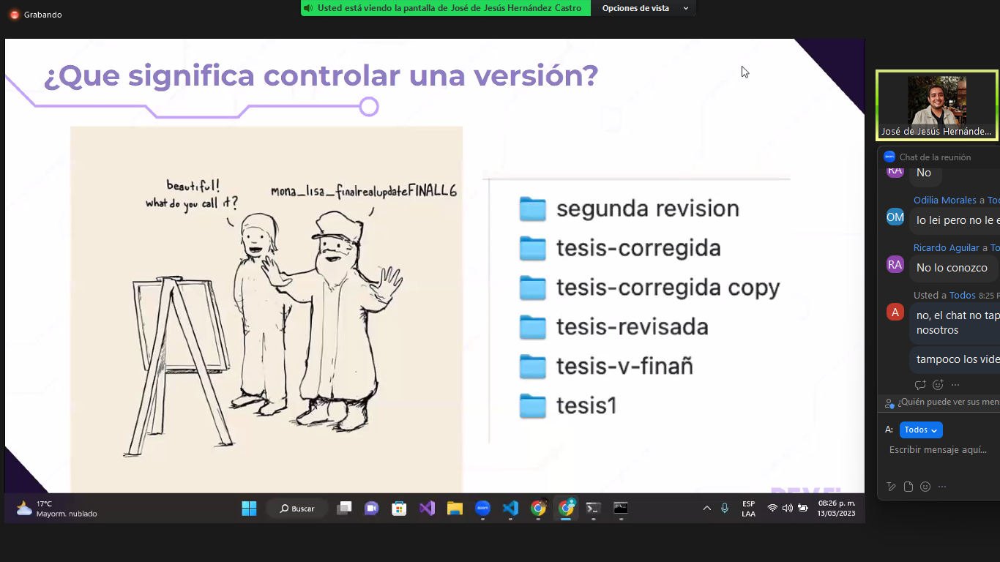 Grabando
Usted está viendo la pantalla de José de Jesús Hernández Castro
Opciones de vista
¿Que significa controlar una versión?
beautiful!
what do you call it?
mona_lisa_finalrealupdateFINALL6
segunda revision
tesis-corregida
tesis-corregida copy
tesis-revisada
tesis-v-finañ
tesis1
José de Jesús Hernánde...
Chat de la reunión
RA
No
Odilia Morales a Too
OM
lo lei pero no le e
Ricardo Aguilar a To
RA
No lo conozco
Usted a Todos 8:25 P
A
no, el chat no tap
nosotros
tampoco los vide
¿Quién puede ver sus men
A: Todos
Escribir mensaje aquí...
17°C
Mayorm. nublado
Buscar
zoom
ESP
LAA
08:26 p. m.
13/03/2023